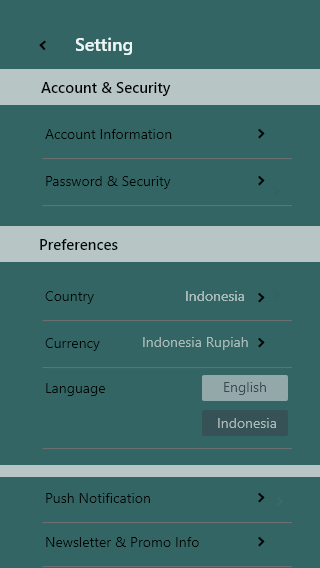 Setting
Account & Security
Account Information
Password & Security
Preferences
Country Indonesia
Currency Indonesia Rupiah
Language English
Indonesia
Push Notification
Newsletter & Promo Info